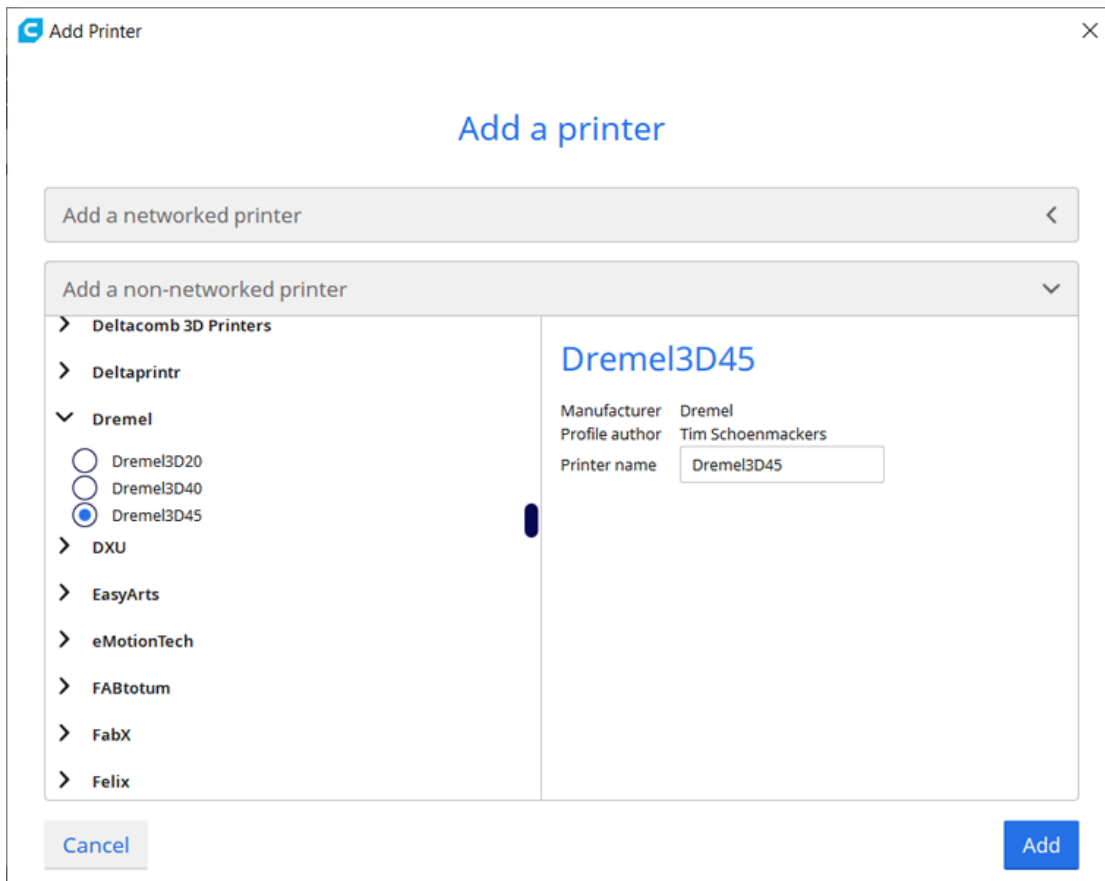 Add Printer
Add a printer
Add a networked printer
Add a non-networked printer
Deltacomb 3D Printers
Deltaprintr
Dremel
Dremel3D20
Dremel3D40
Dremel3D45
DXU
EasyArts
eMotionTech
FABtotum
FabX
Felix
Dremel3D45
Manufacturer Dremel
Profile author Tim Schoenmackers
Printer name Dremel3D45
Cancel
Add